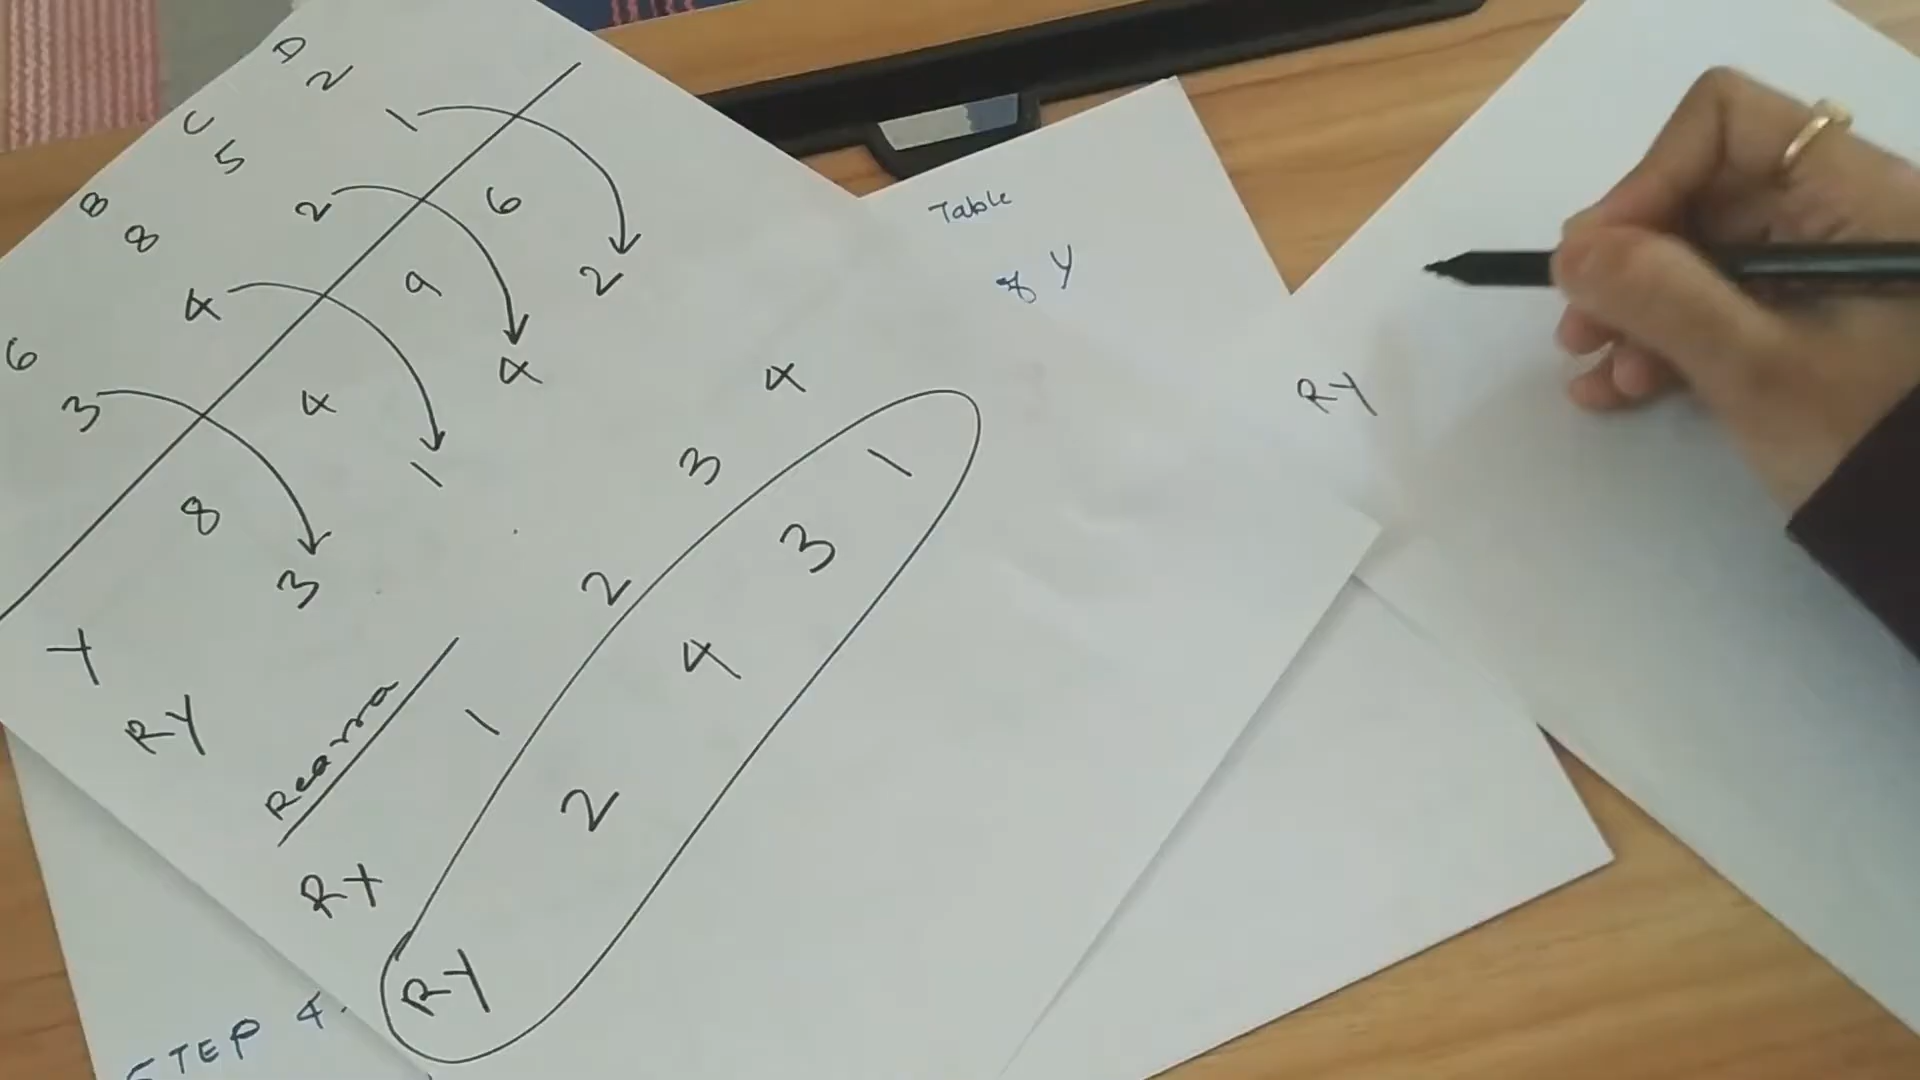 B C D
6 8 5 2
3 4 2 1
Y 8 4 9 6
RY 3 1 4 2
Rearra
RX 1 2 3 4
RY 2 4 3 1
Table
of Y
RY
STEP 4.